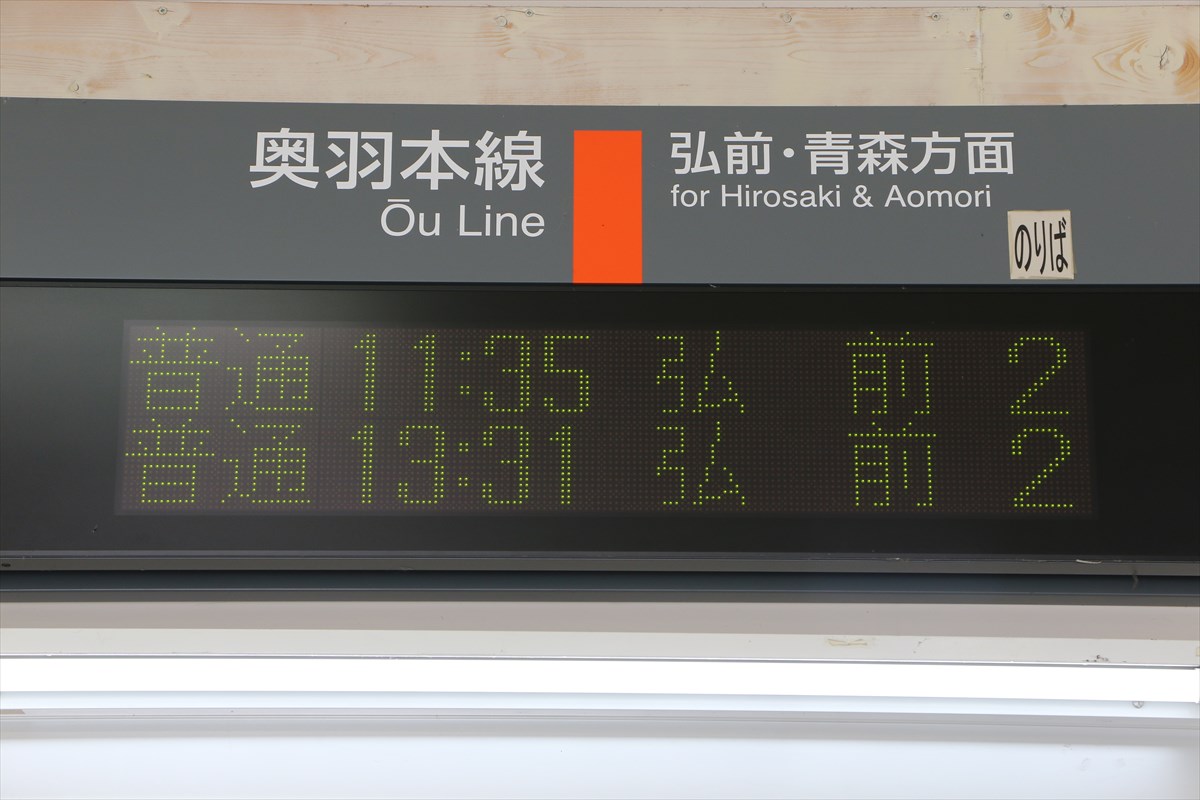 奥羽本線
Ōu Line
弘前・青森方面
for Hirosaki & Aomori
のりば
普通 11:35 弘 前 2
普通 13:31 弘 前 2